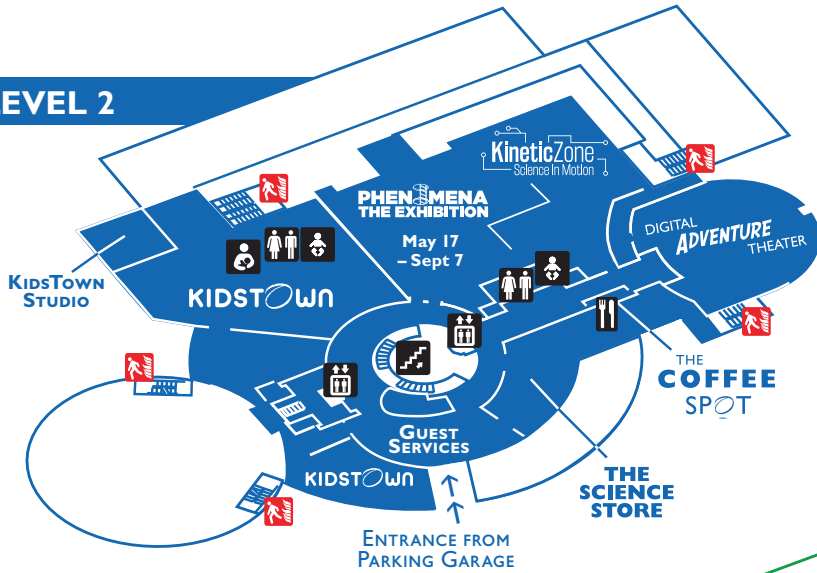 LEVEL 2
KineticZone
Science In Motion
PHENOMENA
THE EXHIBITION
May 17
– Sept 7
DIGITAL
ADVENTURE
THEATER
KIDSTOWN
STUDIO
KIDSTOWN
THE
COFFEE
SPOT
GUEST
SERVICES
KIDSTOWN
THE
SCIENCE
STORE
ENTRANCE FROM
PARKING GARAGE